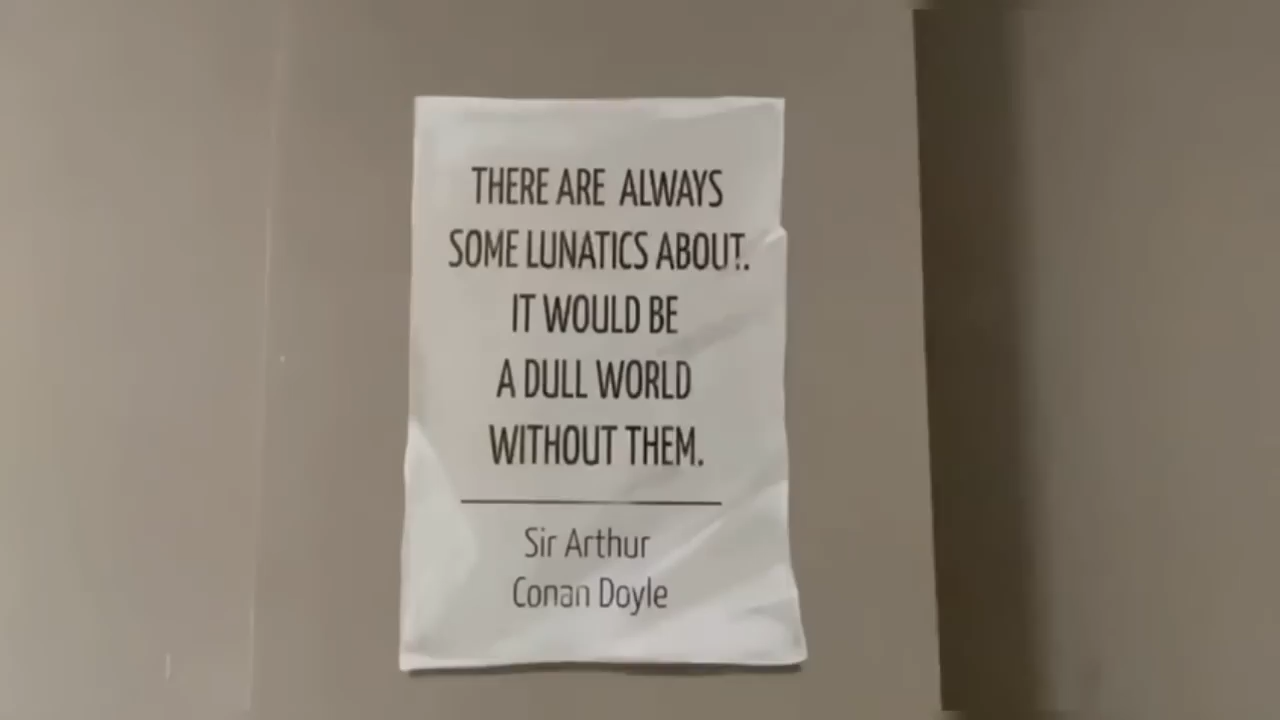 THERE ARE ALWAYS
SOME LUNATICS ABOUT.
IT WOULD BE
A DULL WORLD
WITHOUT THEM.
Sir Arthur
Conan Doyle